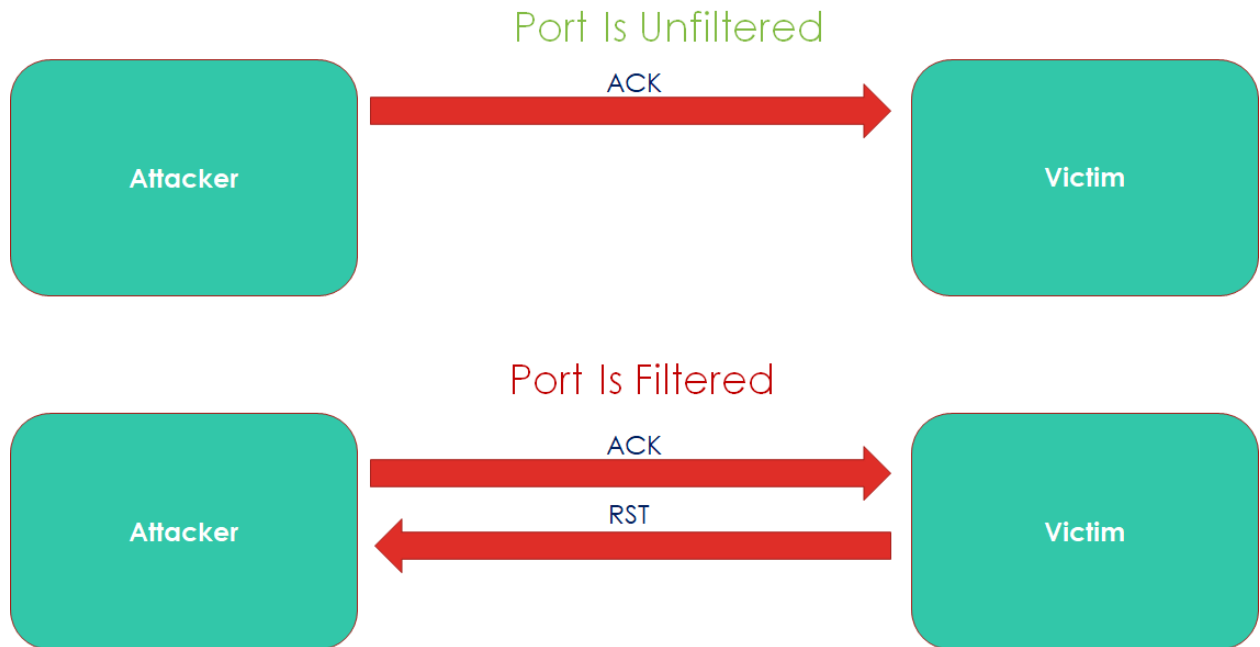 Port Is Unfiltered
ACK
Attacker
Victim
Port Is Filtered
ACK
RST
Attacker
Victim